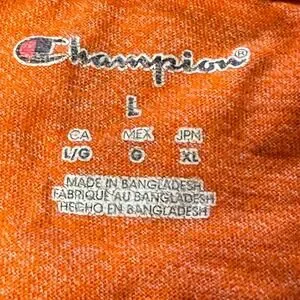 Champion®
L
CA MEX JPN
L/G G XL
MADE IN BANGLADESH
FABRIQUÉ AU BANGLADESH
HECHO EN BANGLADESH